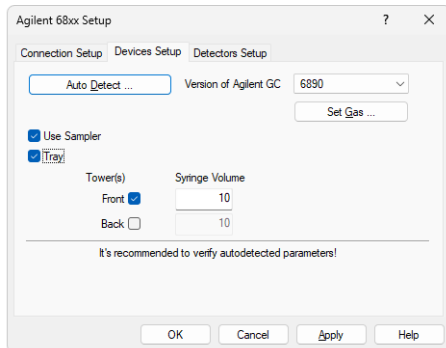 Agilent 68xx Setup ? ×
Connection Setup Devices Setup Detectors Setup
Auto Detect ... Version of Agilent GC 6890
Set Gas ...
Use Sampler
Tray
Tower(s) Syringe Volume
Front 10
Back 10
It's recommended to verify autodetected parameters!
OK Cancel Apply Help